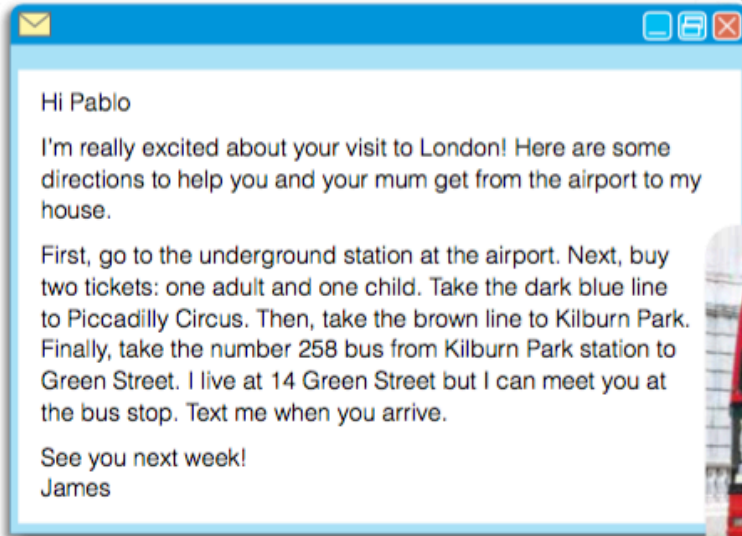 Hi Pablo
I'm really excited about your visit to London! Here are some
directions to help you and your mum get from the airport to my
house.
First, go to the underground station at the airport. Next, buy
two tickets: one adult and one child. Take the dark blue line
to Piccadilly Circus. Then, take the brown line to Kilburn Park.
Finally, take the number 258 bus from Kilburn Park station to
Green Street. I live at 14 Green Street but I can meet you at
the bus stop. Text me when you arrive.
See you next week!
James